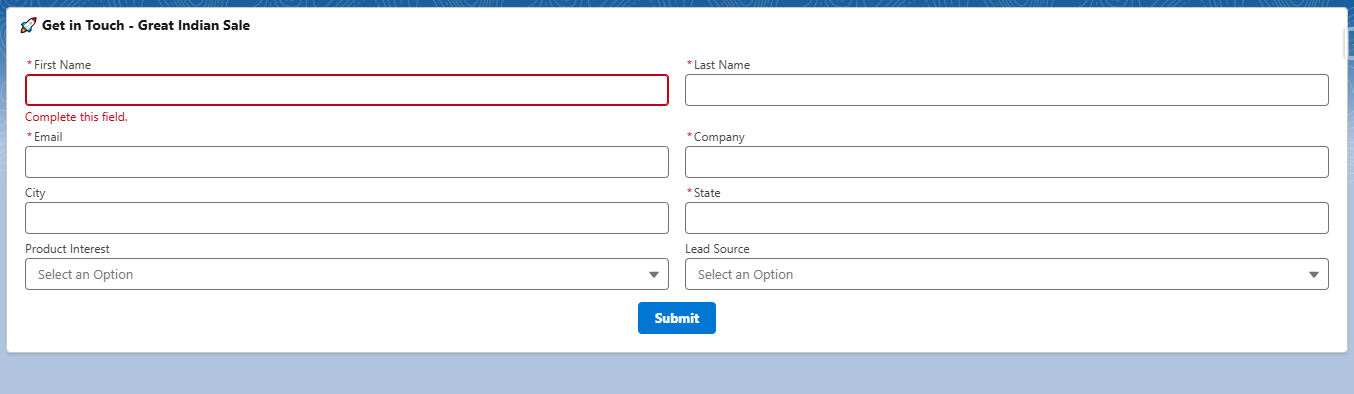 🚀 Get in Touch - Great Indian Sale
* First Name
* Last Name
Complete this field.
* Email
* Company
City
* State
Product Interest
Lead Source
Select an Option
Select an Option
Submit